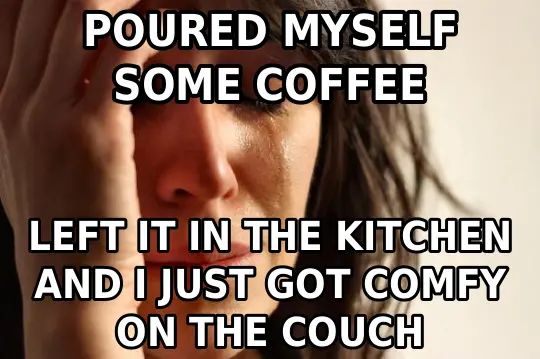 POURED MYSELF
SOME COFFEE
LEFT IT IN THE KITCHEN
AND I JUST GOT COMFY
ON THE COUCH